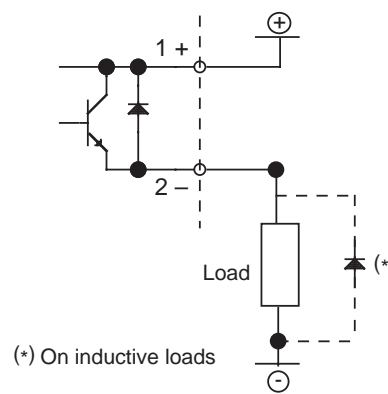 +
1 +
2 –
Load
(*
(*) On inductive loads
-